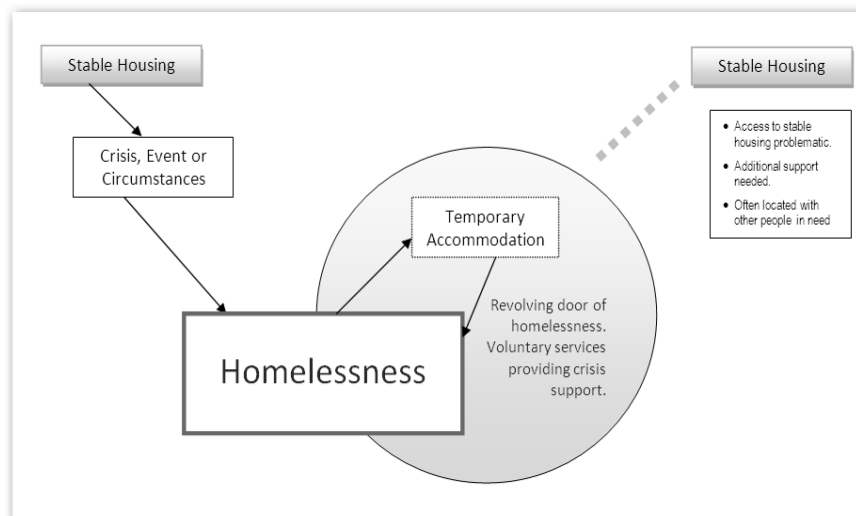 Stable Housing
Stable Housing
Crisis, Event or
Circumstances
• Access to stable
housing problematic.
• Additional support
needed.
• Often located with
other people in need
Temporary
Accommodation
Revolving door of
homelessness.
Voluntary services
providing crisis
support.
Homelessness